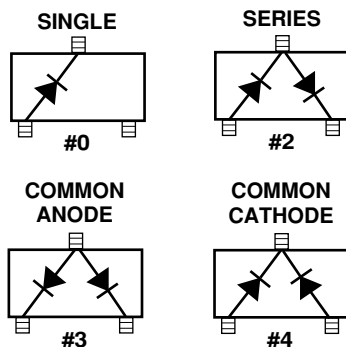 SINGLE
#0
SERIES
#2
COMMON
ANODE
#3
COMMON
CATHODE
#4